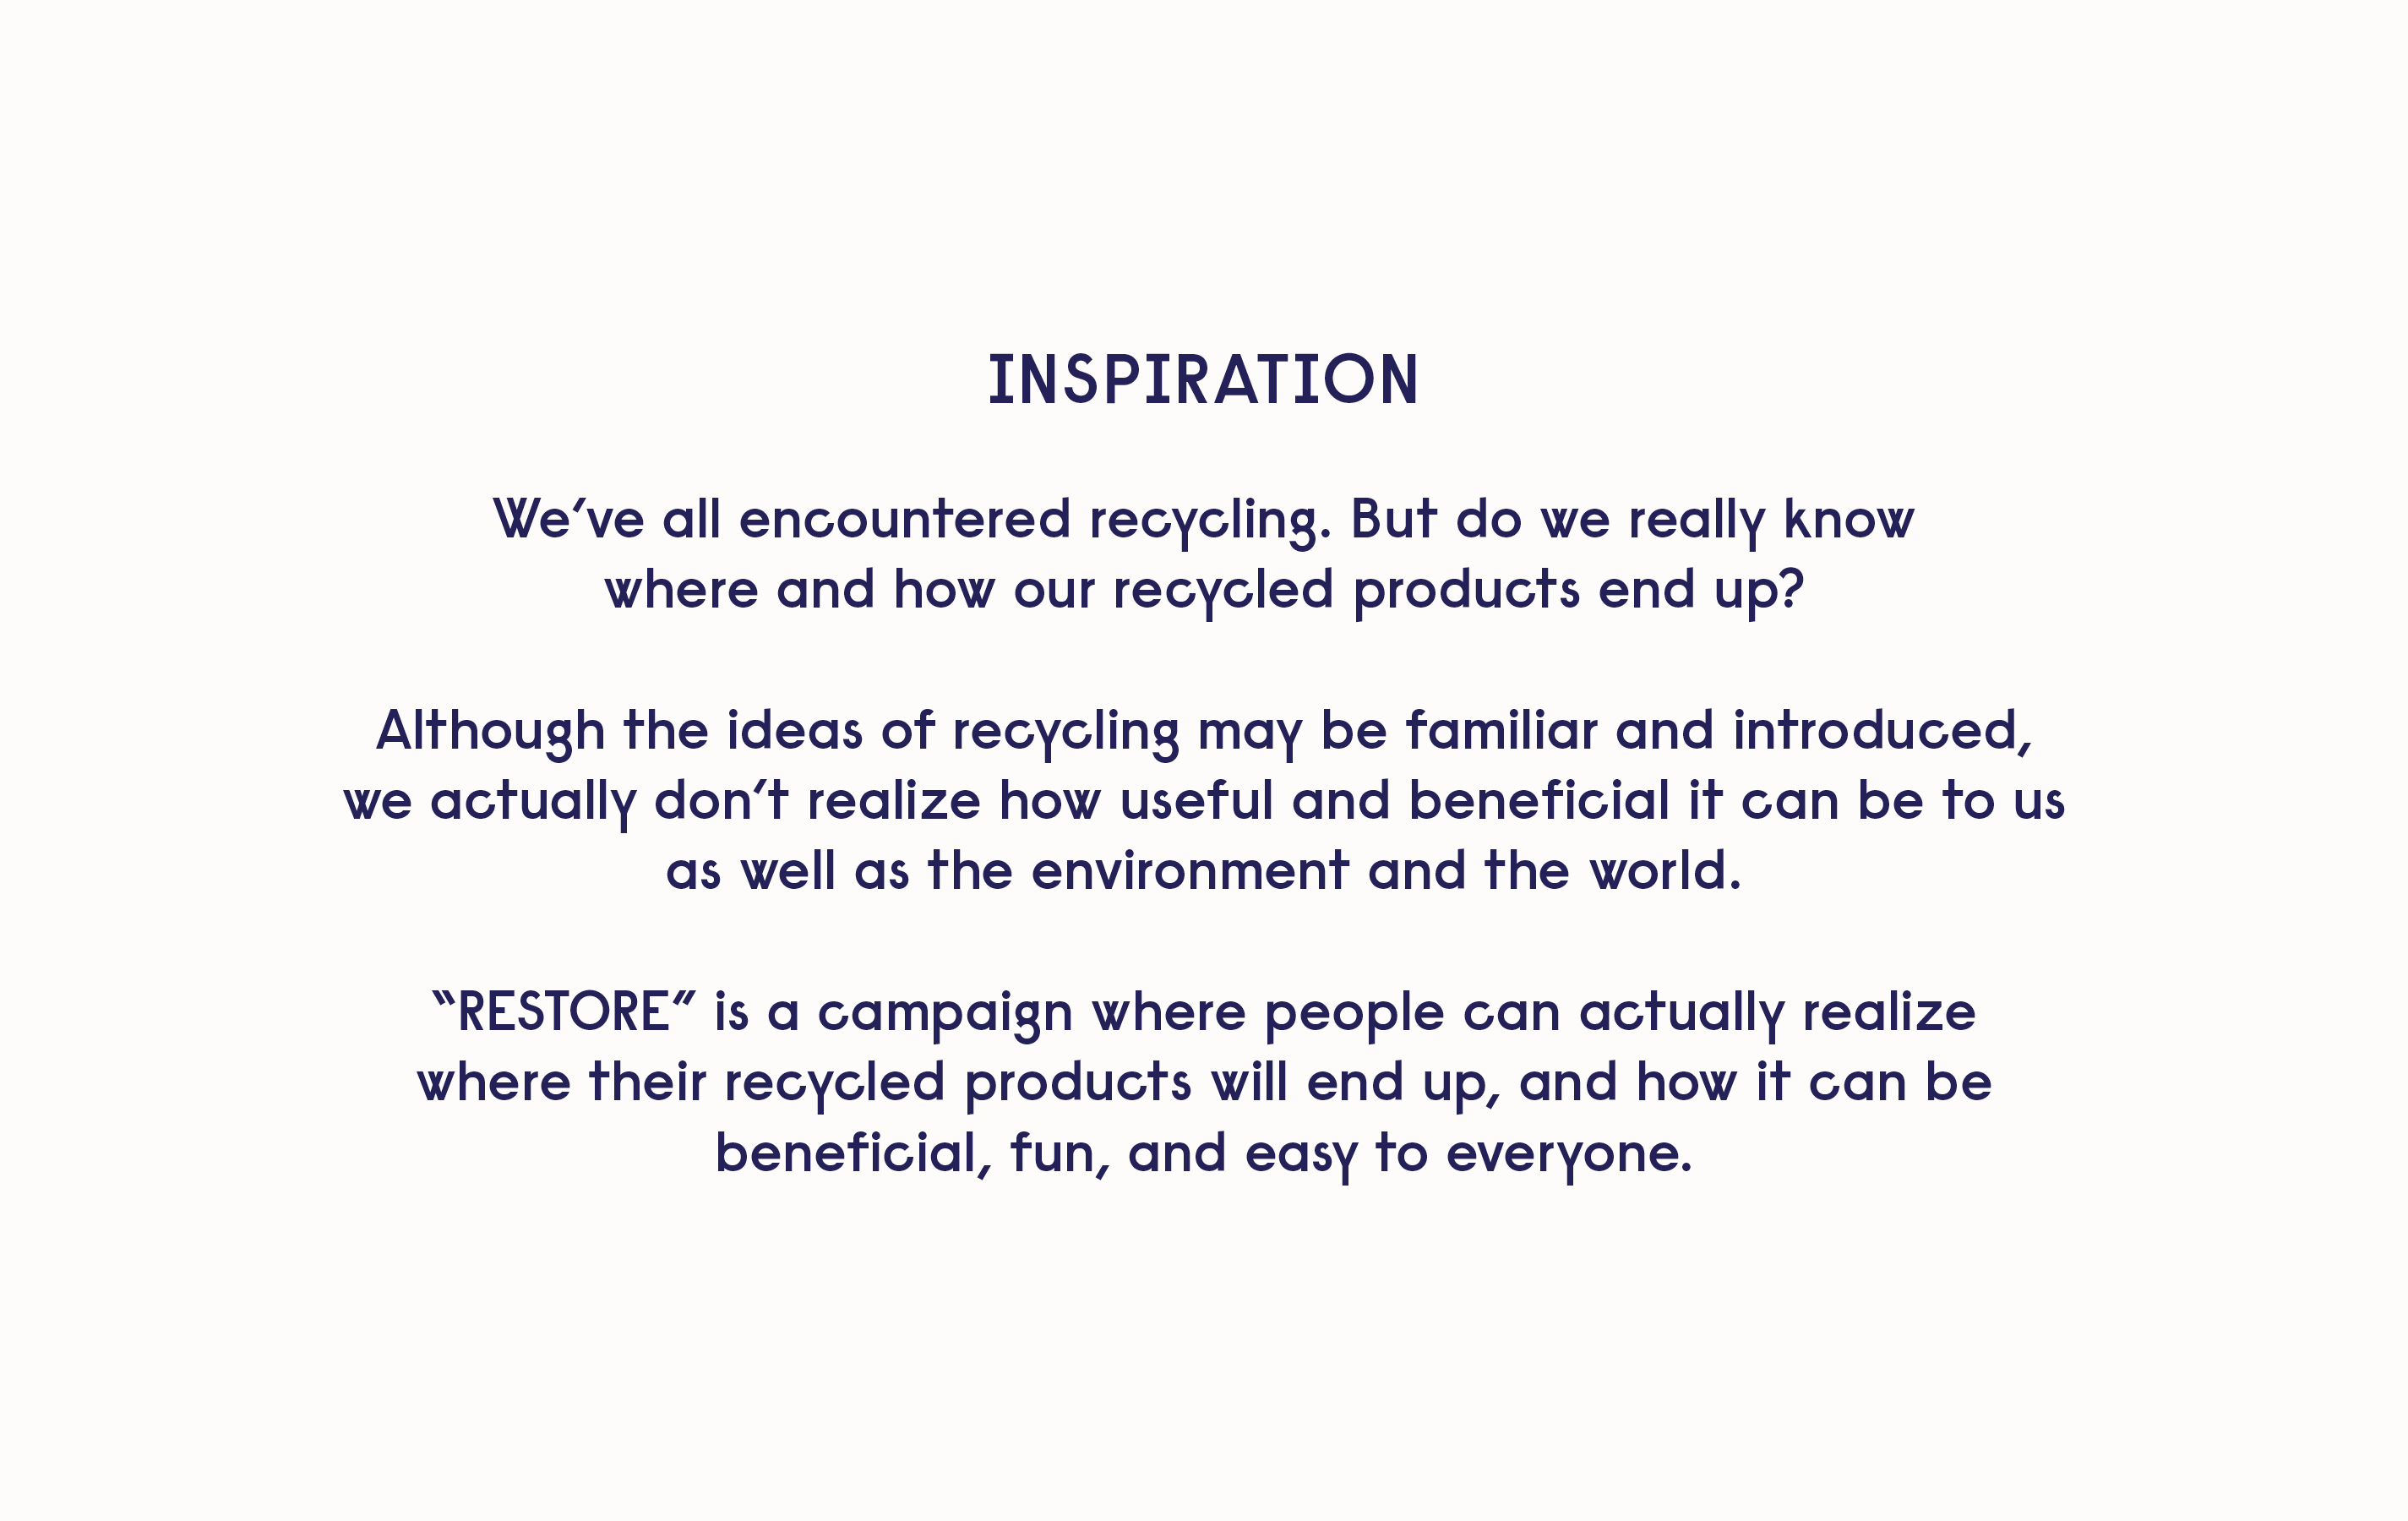 INSPIRATION
We've all encountered recycling. But do we really know
where and how our recycled products end up?
Although the ideas of recycling may be familiar and introduced,
we actually don't realize how useful and beneficial it can be to us
as well as the environment and the world.
“RESTORE” is a campaign where people can actually realize
where their recycled products will end up, and how it can be
beneficial, fun, and easy to everyone.